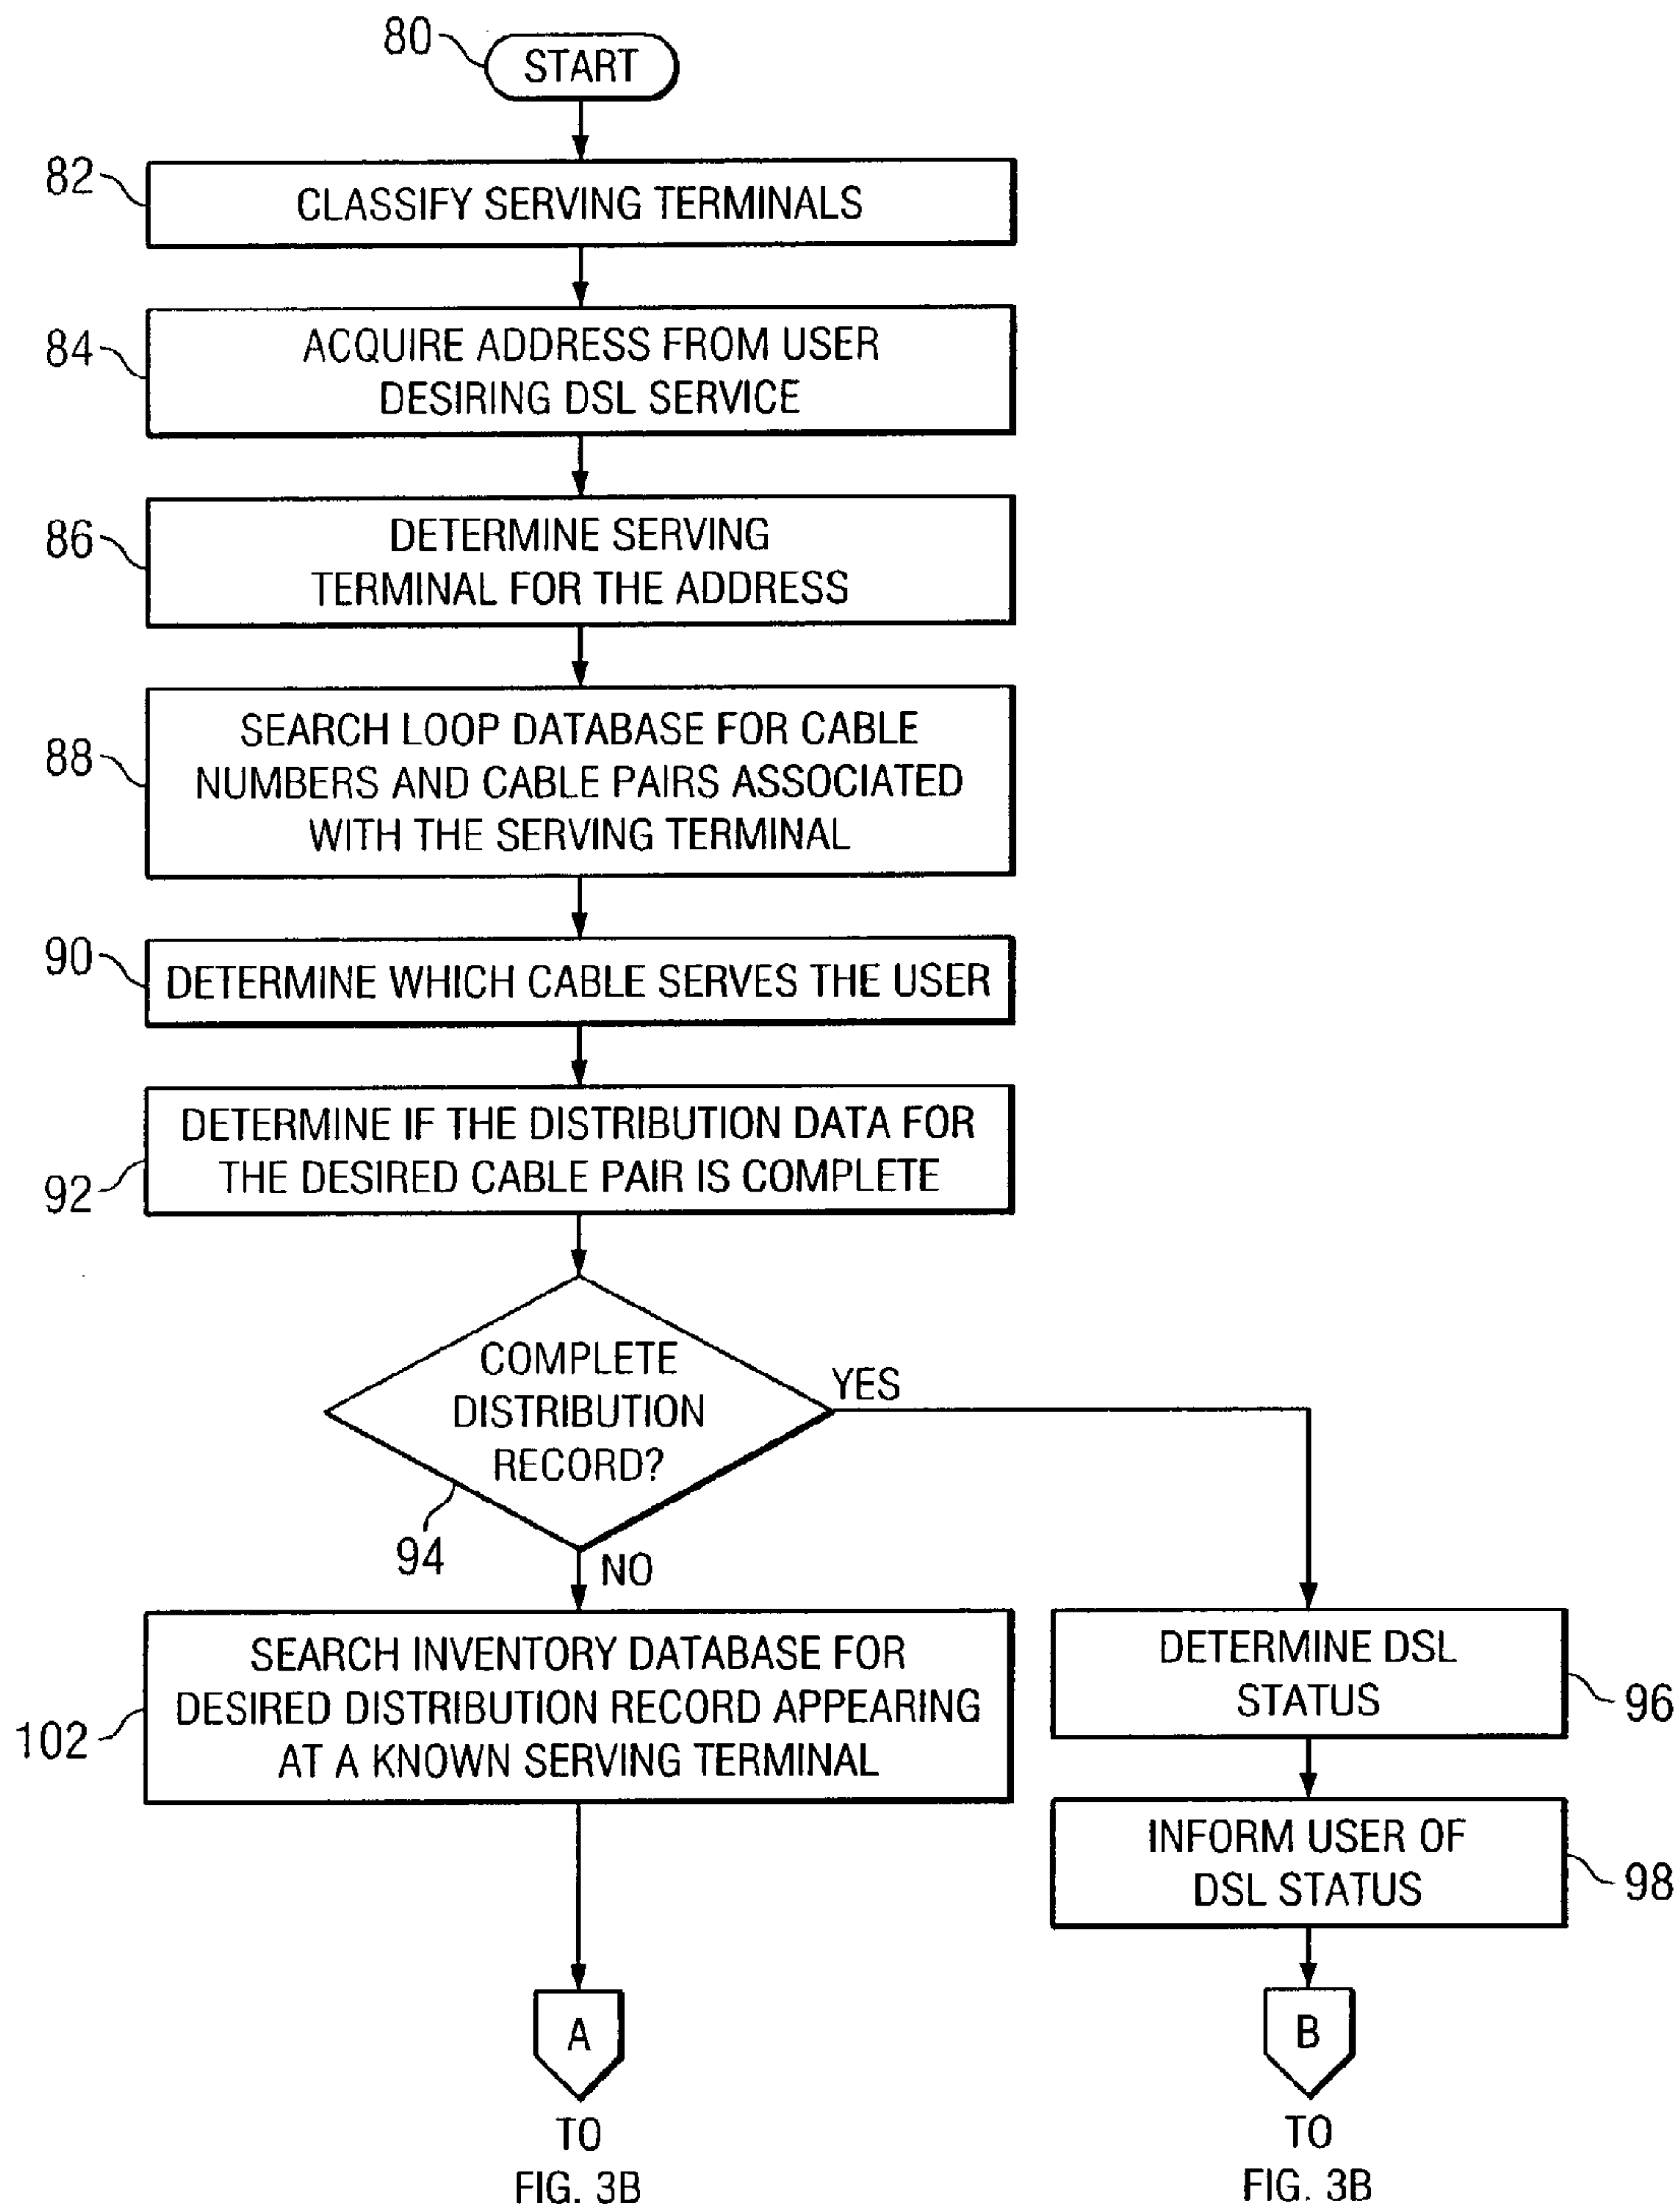 80
START
82
CLASSIFY SERVING TERMINALS
84
ACQUIRE ADDRESS FROM USER
DESIRING DSL SERVICE
86
DETERMINE SERVING
TERMINAL FOR THE ADDRESS
88
SEARCH LOOP DATABASE FOR CABLE
NUMBERS AND CABLE PAIRS ASSOCIATED
WITH THE SERVING TERMINAL
90
DETERMINE WHICH CABLE SERVES THE USER
92
DETERMINE IF THE DISTRIBUTION DATA FOR
THE DESIRED CABLE PAIR IS COMPLETE
COMPLETE
DISTRIBUTION
RECORD?
YES
94
NO
102
SEARCH INVENTORY DATABASE FOR
DESIRED DISTRIBUTION RECORD APPEARING
AT A KNOWN SERVING TERMINAL
DETERMINE DSL
STATUS
96
INFORM USER OF
DSL STATUS
98
A
TO
FIG. 3B
B
TO
FIG. 3B